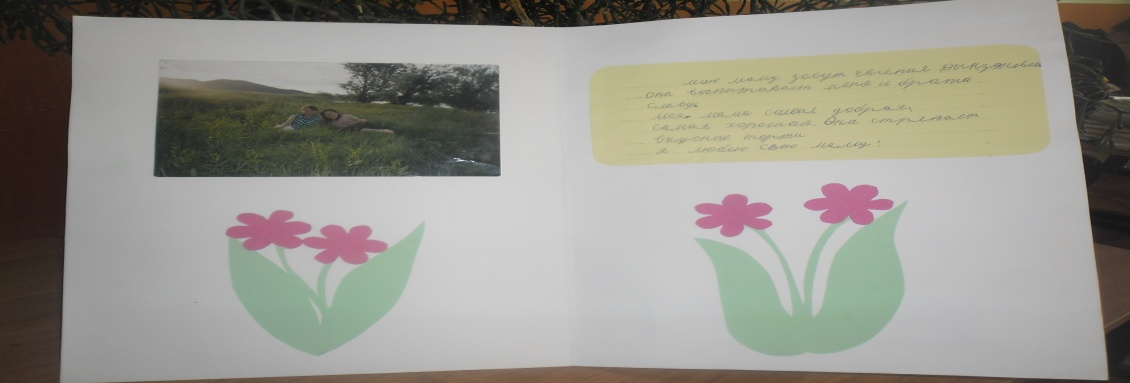 мою маму зовут Евгения
она воспитывает меня и брата
Славу.
Моя мама самая добрая,
самая хорошая. Она стряпает
вкусные торты
я люблю свою маму!